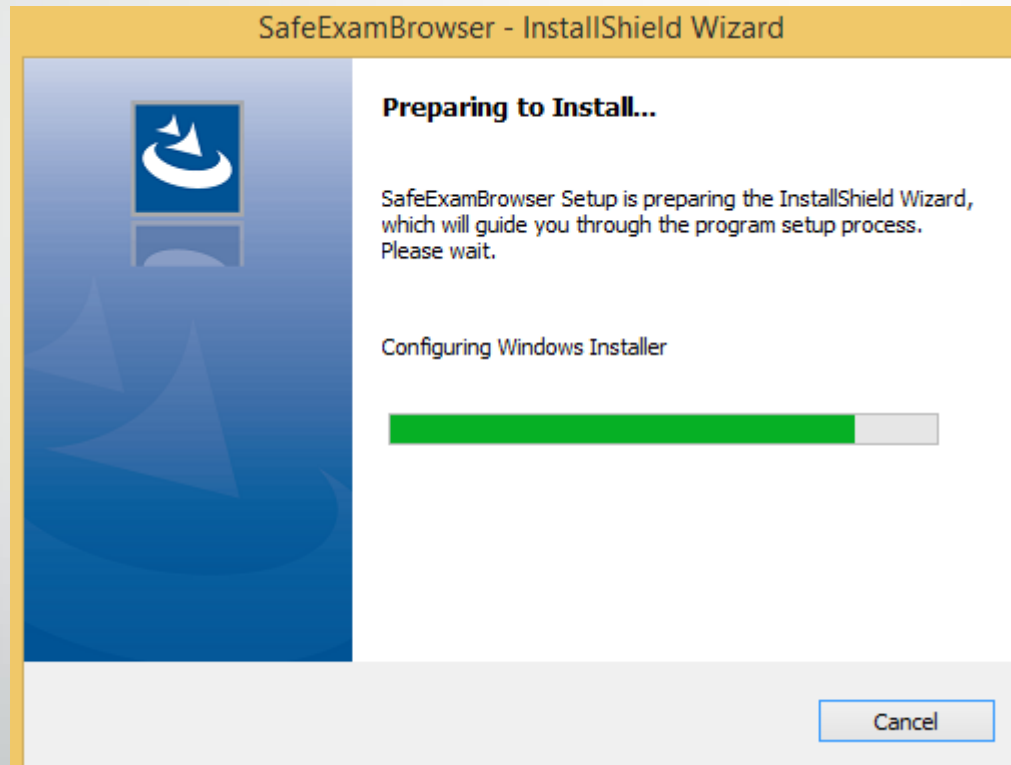 SafeExamBrowser - InstallShield Wizard
Preparing to Install...
SafeExamBrowser Setup is preparing the InstallShield Wizard,
which will guide you through the program setup process.
Please wait.
Configuring Windows Installer
Cancel